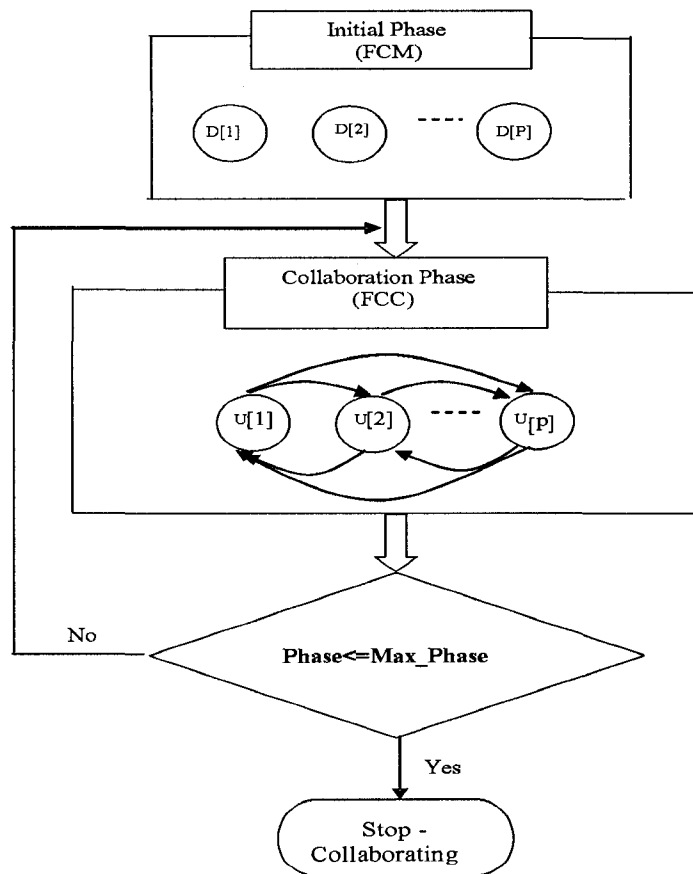 Initial Phase
(FCM)
D[1] D[2] D[P]
Collaboration Phase
(FCC)
U[1] U[2] U[p]
No
Phase<=Max_Phase
Yes
Stop -
Collaborating